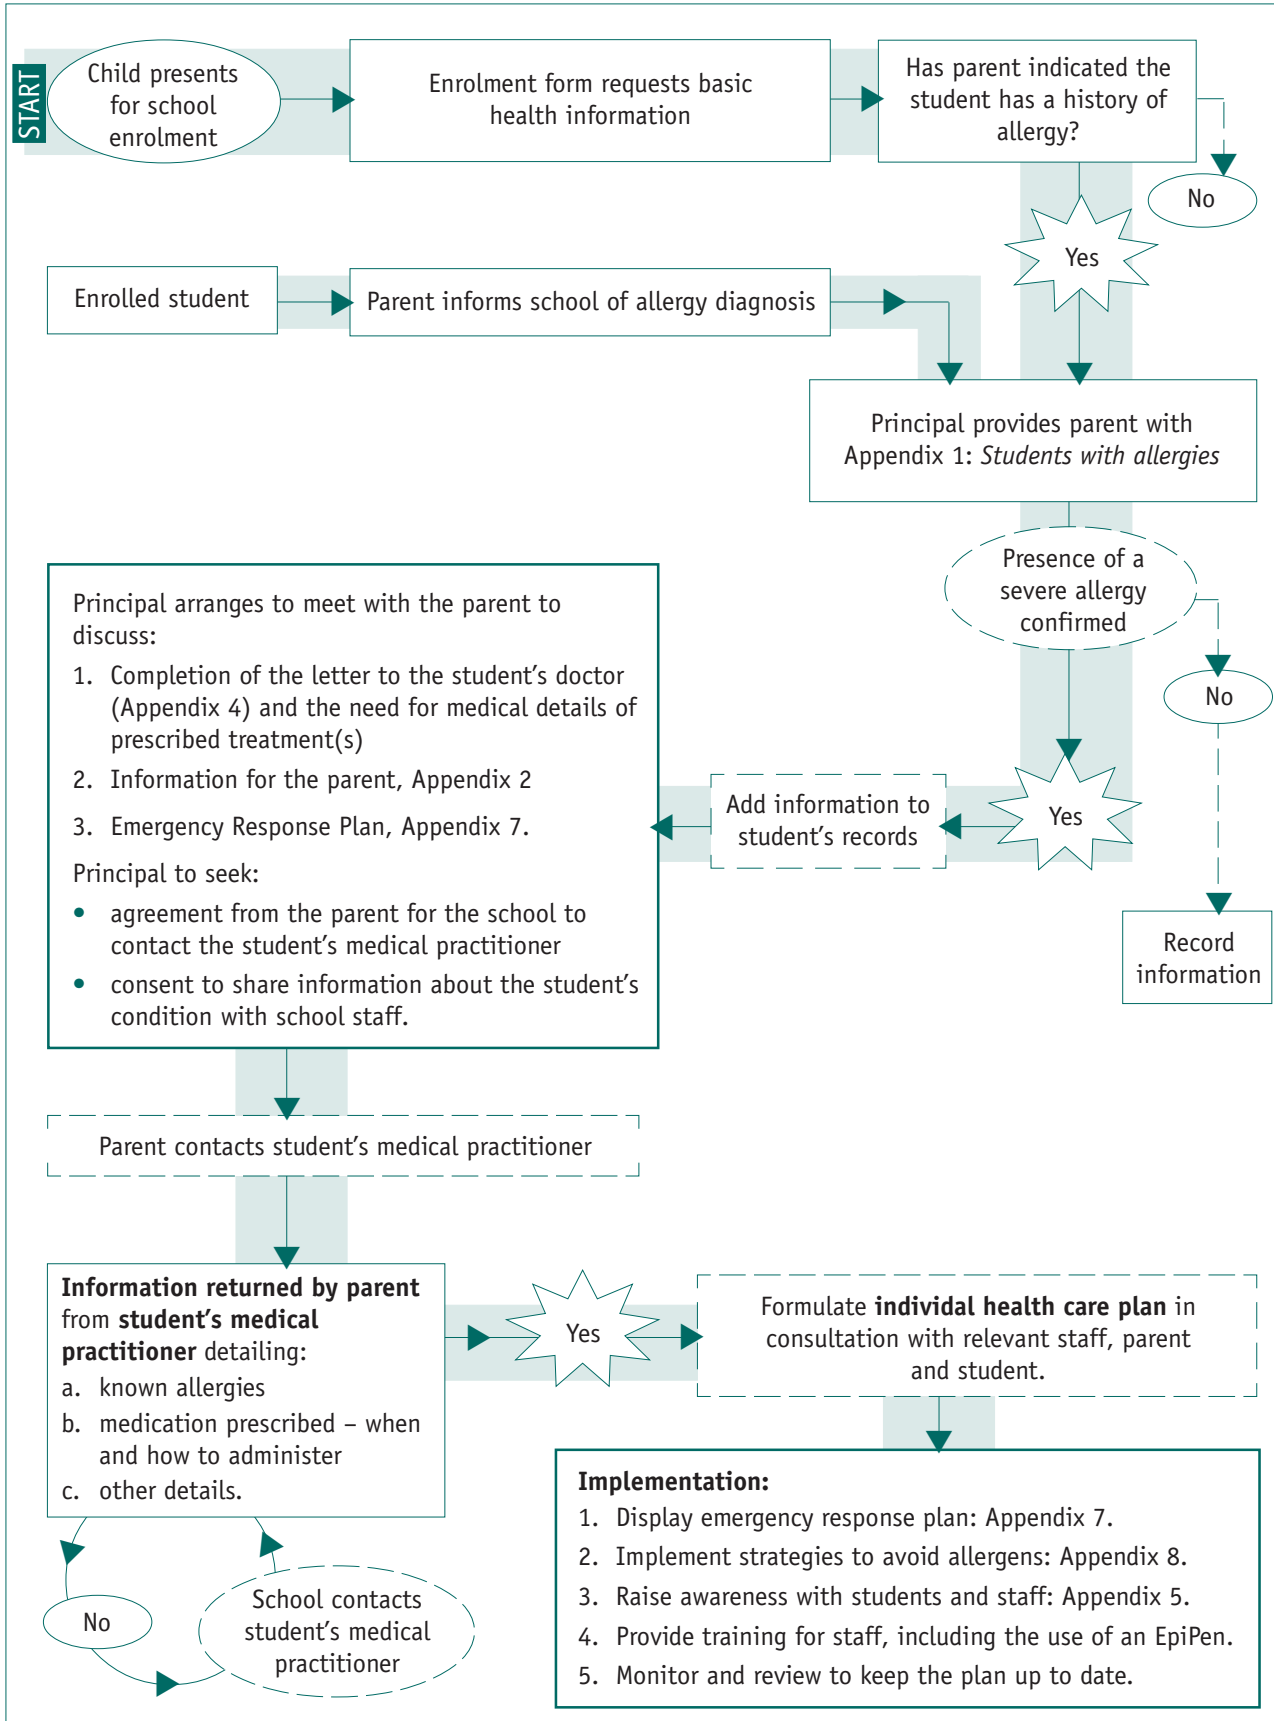 START
Child presents
for school
enrolment
Enrolment form requests basic
health information
Has parent indicated the
student has a history of
allergy?
No
Yes
Enrolled student
Parent informs school of allergy diagnosis
Principal provides parent with
Appendix 1: Students with allergies
Presence of a
severe allergy
confirmed
No
Yes
Record
information
Add information to
student’s records
Principal arranges to meet with the parent to
discuss:
1. Completion of the letter to the student’s doctor
(Appendix 4) and the need for medical details of
prescribed treatment(s)
2. Information for the parent, Appendix 2
3. Emergency Response Plan, Appendix 7.
Principal to seek:
• agreement from the parent for the school to
contact the student’s medical practitioner
• consent to share information about the student’s
condition with school staff.
Parent contacts student’s medical practitioner
Information returned by parent
from student’s medical
practitioner detailing:
a. known allergies
b. medication prescribed – when
and how to administer
c. other details.
No
School contacts
student’s medical
practitioner
Yes
Formulate individal health care plan in
consultation with relevant staff, parent
and student.
Implementation:
1. Display emergency response plan: Appendix 7.
2. Implement strategies to avoid allergens: Appendix 8.
3. Raise awareness with students and staff: Appendix 5.
4. Provide training for staff, including the use of an EpiPen.
5. Monitor and review to keep the plan up to date.